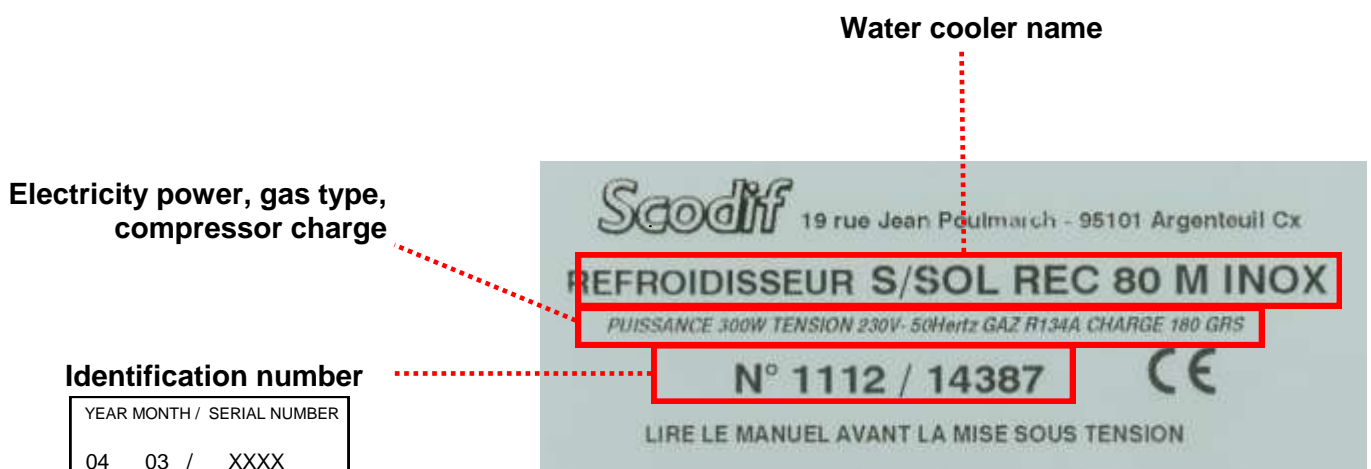 Water cooler name
Electricity power, gas type,
compressor charge
Scodif 19 rue Jean Poulmarch - 95101 Argenteuil Cx
REFROIDISSEUR S/SOL REC 80 M INOX
PUISSANCE 300W TENSION 230V- 50Hertz GAZ R134A CHARGE 180 GRS
Identification number
N° 1112 / 14387 CE
YEAR MONTH / SERIAL NUMBER
LIRE LE MANUEL AVANT LA MISE SOUS TENSION
04 03 / XXXX